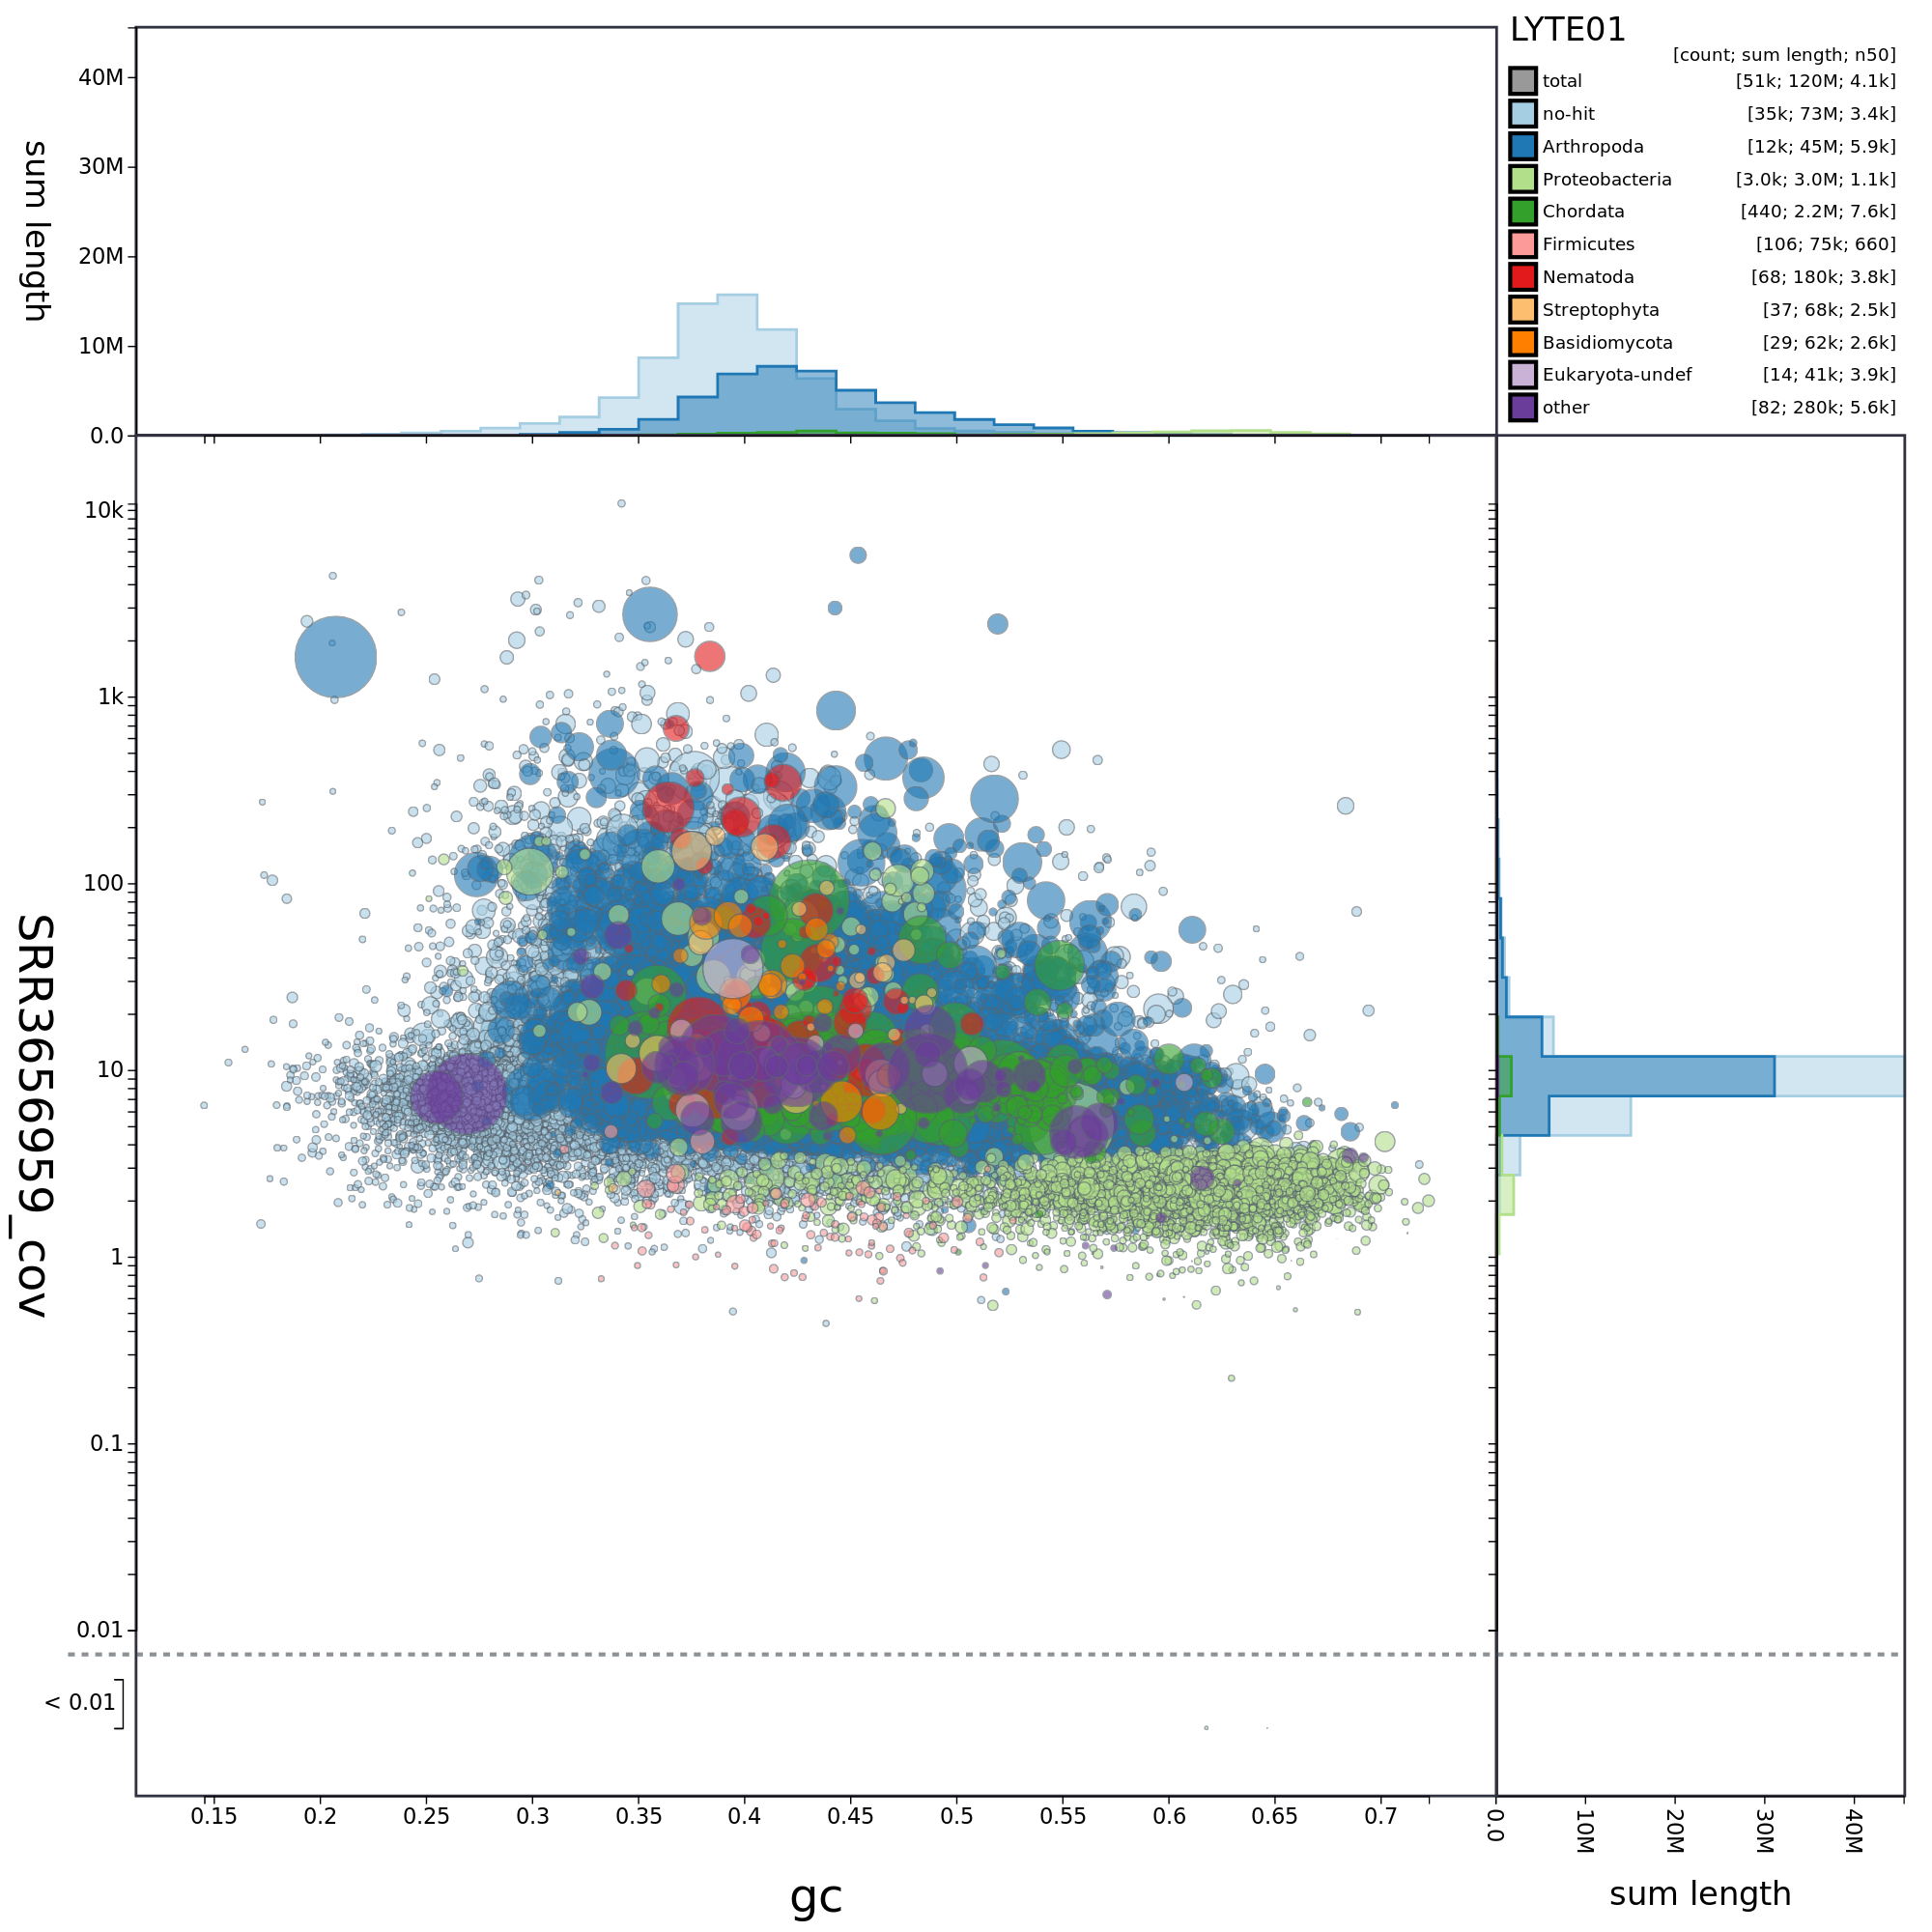 LYTE01
[count; sum length; n50]
total [51k; 120M; 4.1k]
no-hit [35k; 73M; 3.4k]
Arthropoda [12k; 45M; 5.9k]
Proteobacteria [3.0k; 3.0M; 1.1k]
Chordata [440; 2.2M; 7.6k]
Firmicutes [106; 75k; 660]
Nematoda [68; 180k; 3.8k]
Streptophyta [37; 68k; 2.5k]
Basidiomycota [29; 62k; 2.6k]
Eukaryota-undef [14; 41k; 3.9k]
other [82; 280k; 5.6k]
sum length
40M
30M
20M
10M
0.0
SRR3656959_cov
10k
1k
100
10
1
0.1
0.01
< 0.01
0.15 0.2 0.25 0.3 0.35 0.4 0.45 0.5 0.55 0.6 0.65 0.7
gc
0.0 10M 20M 30M 40M
sum length